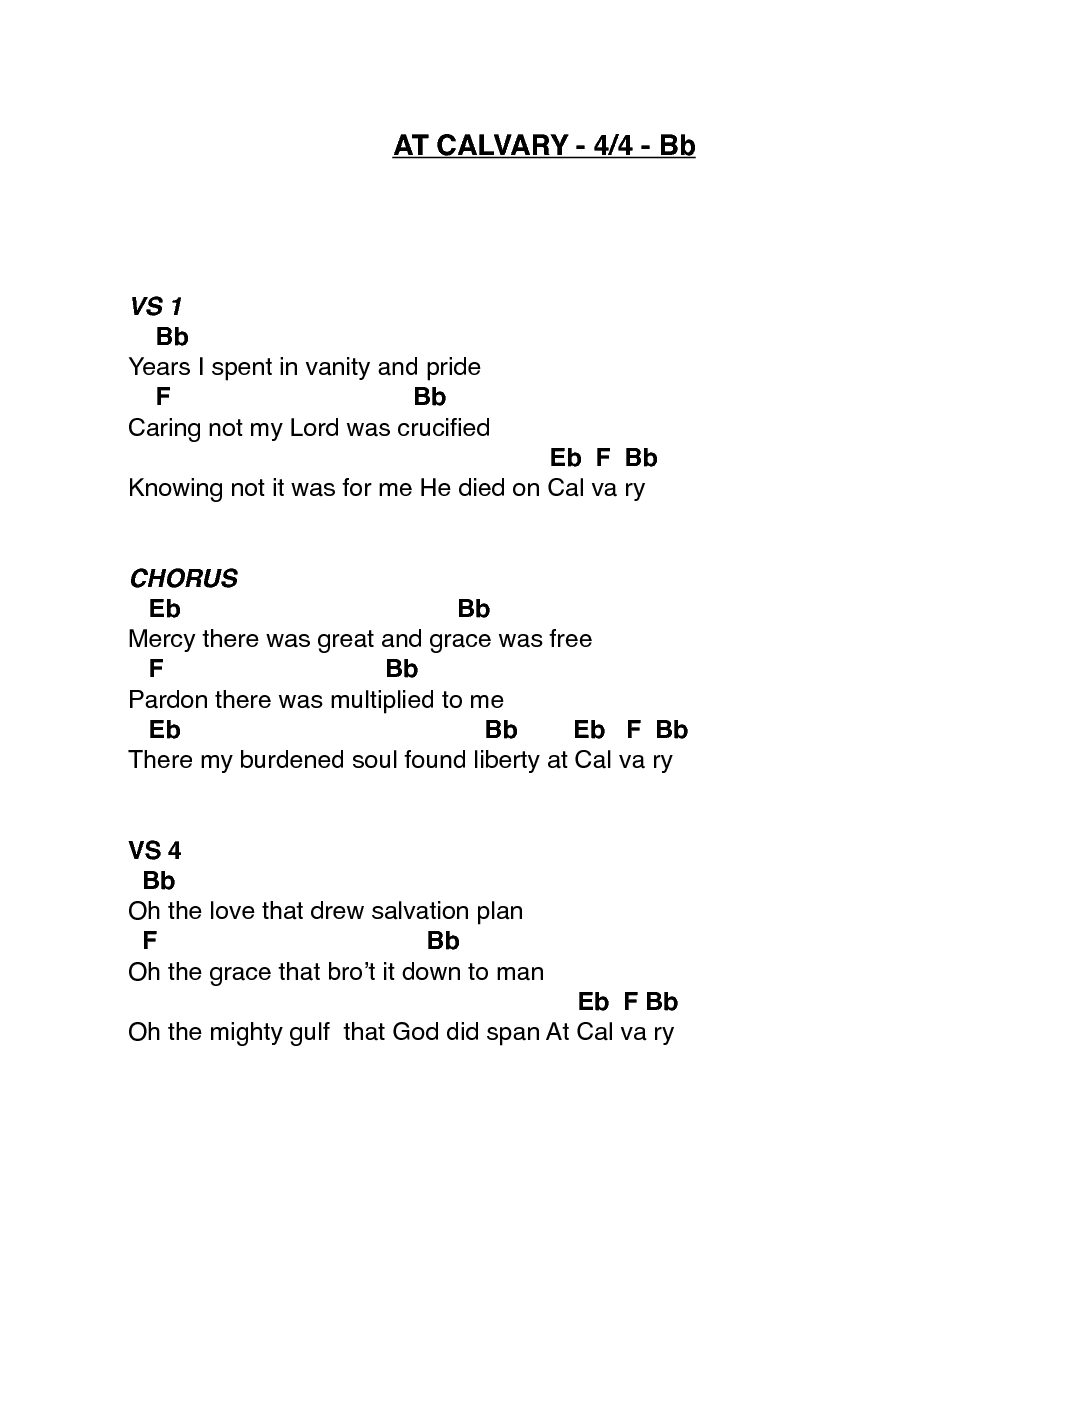 AT CALVARY - 4/4 - Bb
VS 1
Bb
Years I spent in vanity and pride
F Bb
Caring not my Lord was crucified
Eb F Bb
Knowing not it was for me He died on Cal va ry
CHORUS
Eb Bb
Mercy there was great and grace was free
F Bb
Pardon there was multiplied to me
Eb Bb Eb F Bb
There my burdened soul found liberty at Cal va ry
VS 4
Bb
Oh the love that drew salvation plan
F Bb
Oh the grace that bro’t it down to man
Eb F Bb
Oh the mighty gulf that God did span At Cal va ry